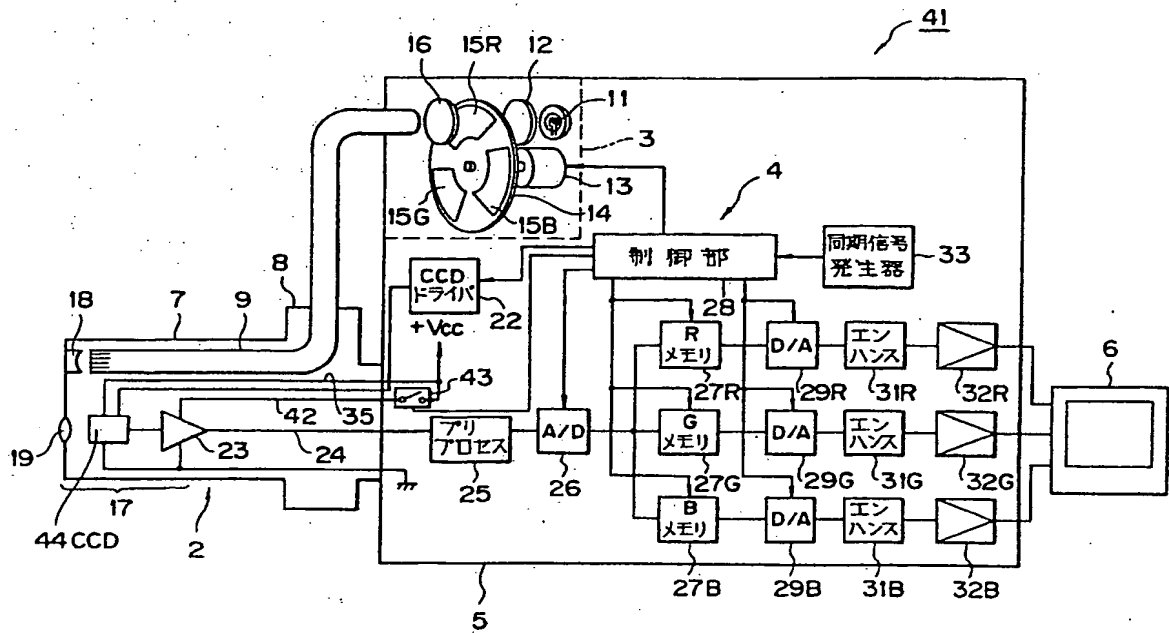 41
16
15R
12
11
3
13
4
15G
15B
14
制御部
28
同期信号
発生器
33
CCD
ドライバ
22
+Vcc
8
18
7
9
43
42
35
R
メモリ
27R
D/A
29R
エン
ハンス
31R
32R
6
19
23
24
プリ
プロセス
25
A/D
26
G
メモリ
27G
D/A
29G
エン
ハンス
31G
32G
17
44 CCD
2
5
B
メモリ
27B
D/A
29B
エン
ハンス
31B
32B